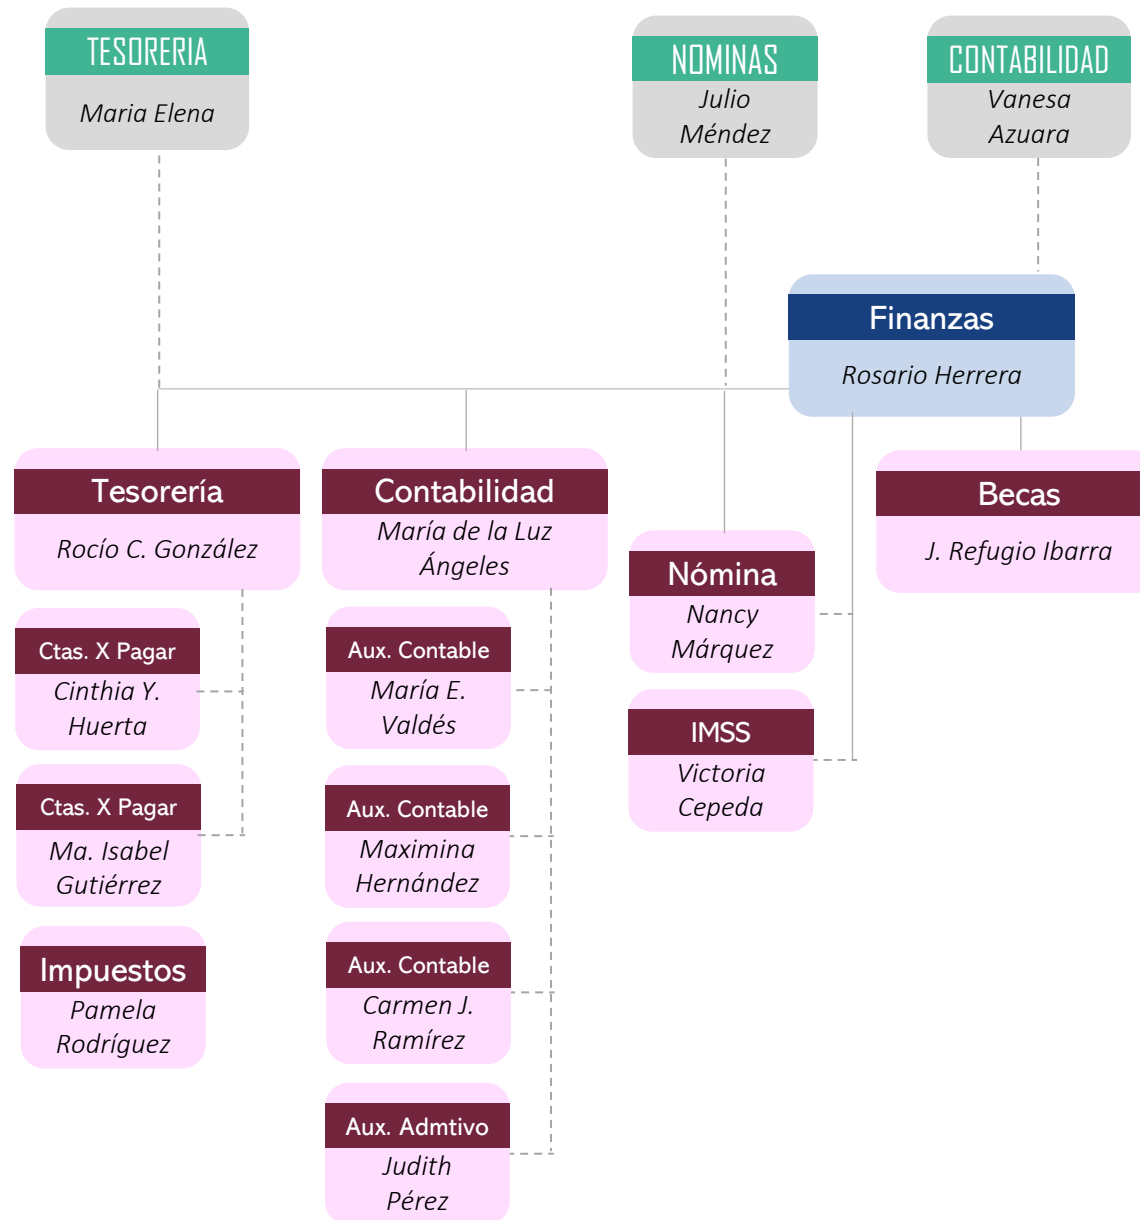 TESORERIA
Maria Elena
NOMINAS
Julio
Méndez
CONTABILIDAD
Vanesa
Azuara
Finanzas
Rosario Herrera
Tesorería
Rocío C. González
Ctas. X Pagar
Cinthia Y.
Huerta
Ctas. X Pagar
Ma. Isabel
Gutiérrez
Impuestos
Pamela
Rodríguez
Contabilidad
María de la Luz
Ángeles
Aux. Contable
María E.
Valdés
Aux. Contable
Maximina
Hernández
Aux. Contable
Carmen J.
Ramírez
Aux. Admtivo
Judith
Pérez
Nómina
Nancy
Márquez
IMSS
Victoria
Cepeda
Becas
J. Refugio Ibarra